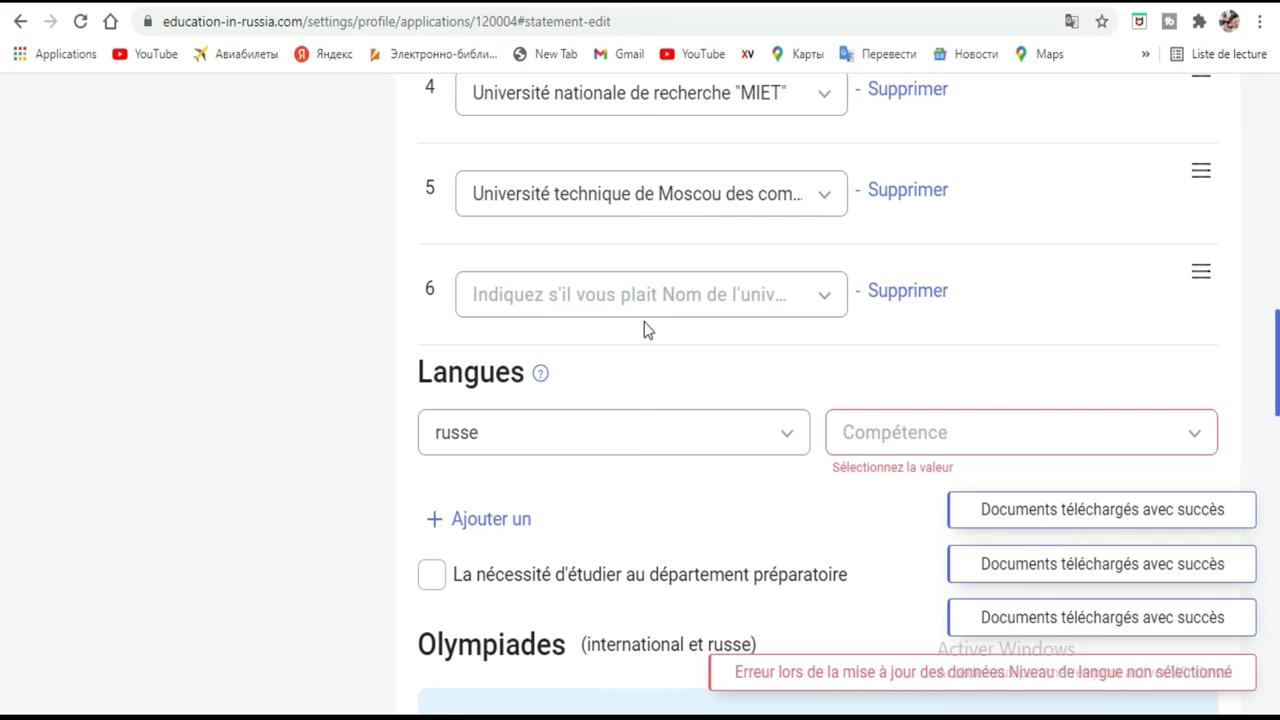 education-in-russia.com/settings/profile/applications/120004#statement-edit
Applications YouTube Авиабилеты Яндекс Электронно-библи... New Tab Gmail YouTube XV Карты Перевести Новости Maps » Liste de lecture
4 Université nationale de recherche "MIET" - Supprimer
5 Université technique de Moscou des com... - Supprimer
6 Indiquez s'il vous plait Nom de l'univ... - Supprimer
Langues ?
russe Compétence
Sélectionnez la valeur
+ Ajouter un
Documents téléchargés avec succès
La nécessité d'étudier au département préparatoire
Documents téléchargés avec succès
Documents téléchargés avec succès
Olympiades (international et russe)
Activer Windows
Erreur lors de la mise à jour des données Niveau de langue non sélectionné